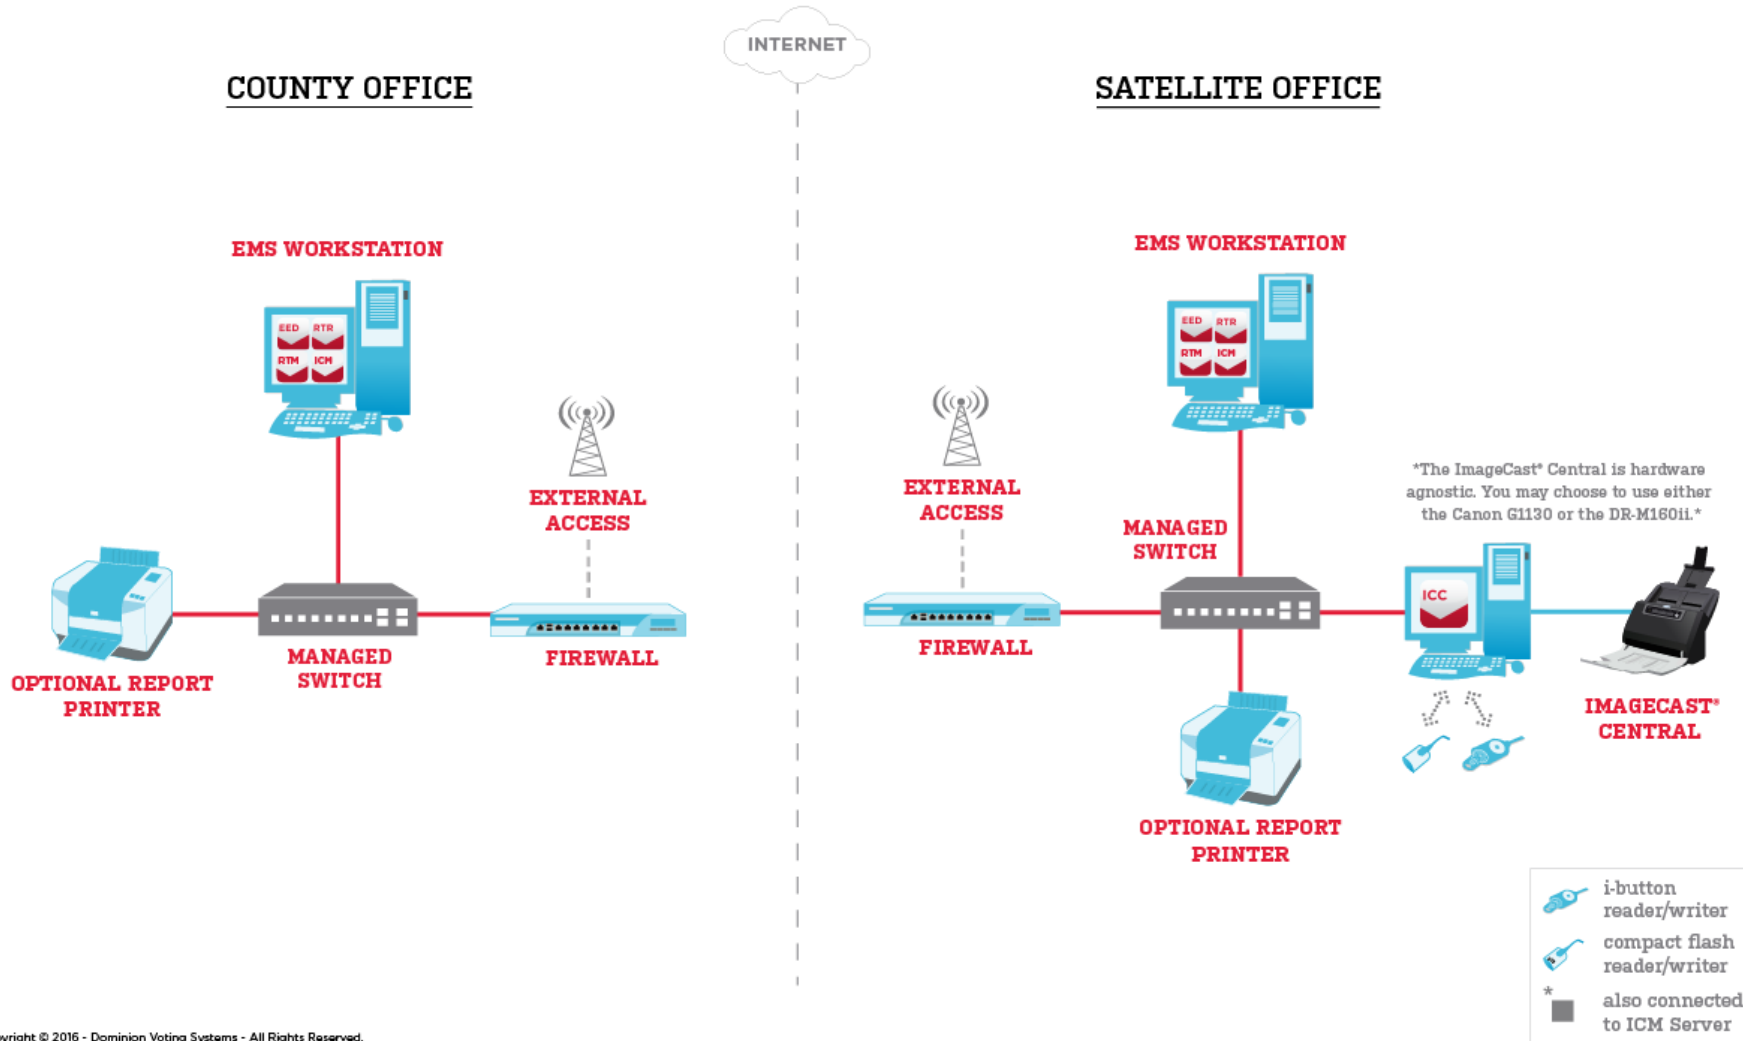 INTERNET
COUNTY OFFICE
SATELLITE OFFICE
EMS WORKSTATION
EED RTR
RTM ICM
EXTERNAL
ACCESS
OPTIONAL REPORT
PRINTER
MANAGED
SWITCH
FIREWALL
EMS WORKSTATION
EED RTR
RTM ICM
EXTERNAL
ACCESS
FIREWALL
MANAGED
SWITCH
*The ImageCast® Central is hardware
agnostic. You may choose to use either
the Canon G1130 or the DR-M160ii.*
ICC
IMAGECAST®
CENTRAL
OPTIONAL REPORT
PRINTER
i-button
reader/writer
compact flash
reader/writer
*
also connected
to ICM Server
yright © 2016 - Dominion Voting Systems - All Rights Reserved.